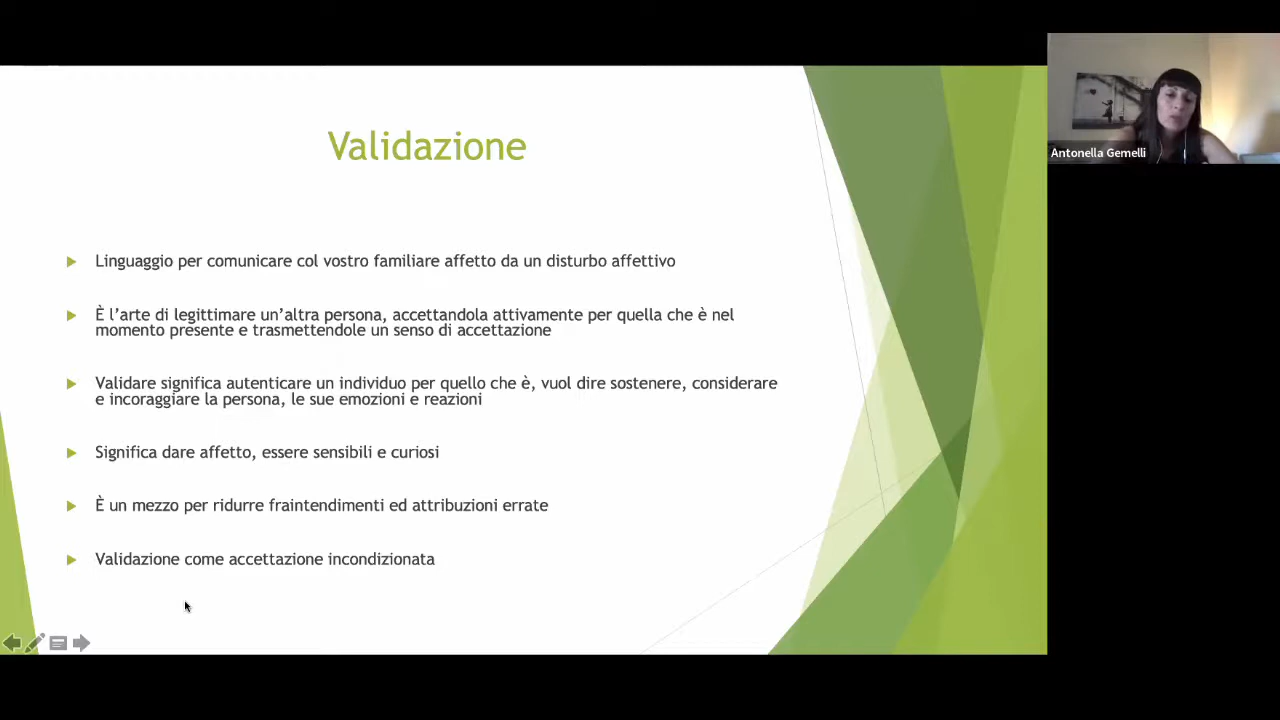 Validazione
Linguaggio per comunicare col vostro familiare affetto da un disturbo affettivo
È l'arte di legittimare un'altra persona, accettandola attivamente per quella che è nel
momento presente e trasmettendole un senso di accettazione
Validare significa autenticare un individuo per quello che è, vuol dire sostenere, considerare
e incoraggiare la persona, le sue emozioni e reazioni
Significa dare affetto, essere sensibili e curiosi
È un mezzo per ridurre fraintendimenti ed attribuzioni errate
Validazione come accettazione incondizionata
Antonella Gemelli